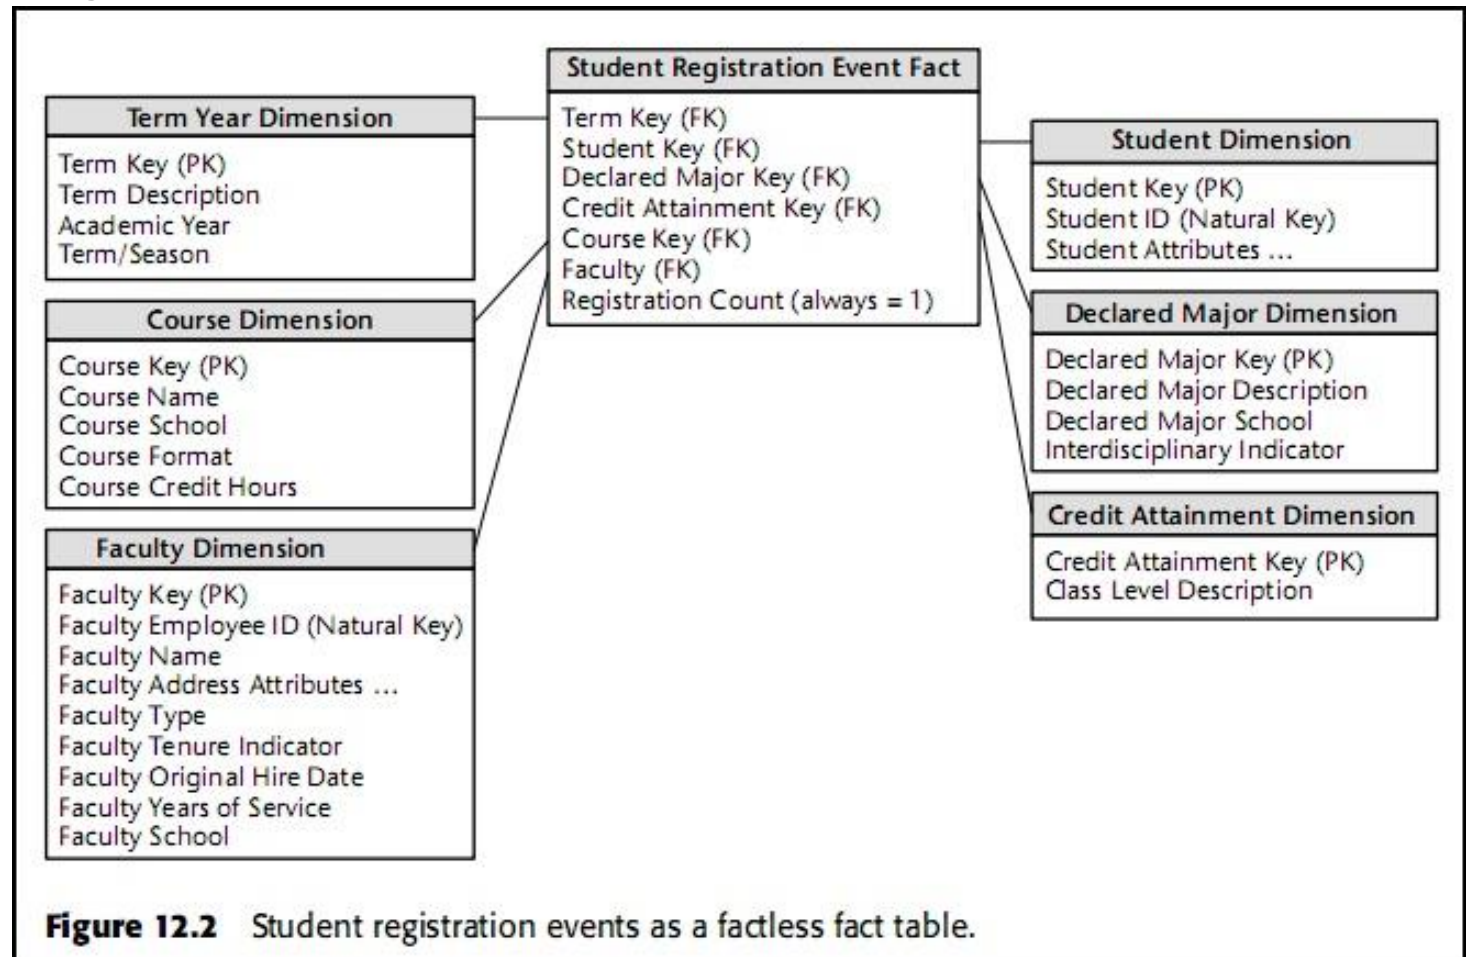 Student Registration Event Fact
Term Key (FK)
Student Key (FK)
Declared Major Key (FK)
Credit Attainment Key (FK)
Course Key (FK)
Faculty (FK)
Registration Count (always = 1)
Term Year Dimension
Term Key (PK)
Term Description
Academic Year
Term/Season
Course Dimension
Course Key (PK)
Course Name
Course School
Course Format
Course Credit Hours
Faculty Dimension
Faculty Key (PK)
Faculty Employee ID (Natural Key)
Faculty Name
Faculty Address Attributes ...
Faculty Type
Faculty Tenure Indicator
Faculty Original Hire Date
Faculty Years of Service
Faculty School
Student Dimension
Student Key (PK)
Student ID (Natural Key)
Student Attributes ...
Declared Major Dimension
Declared Major Key (PK)
Declared Major Description
Declared Major School
Interdisciplinary Indicator
Credit Attainment Dimension
Credit Attainment Key (PK)
Class Level Description
Figure 12.2 Student registration events as a factless fact table.